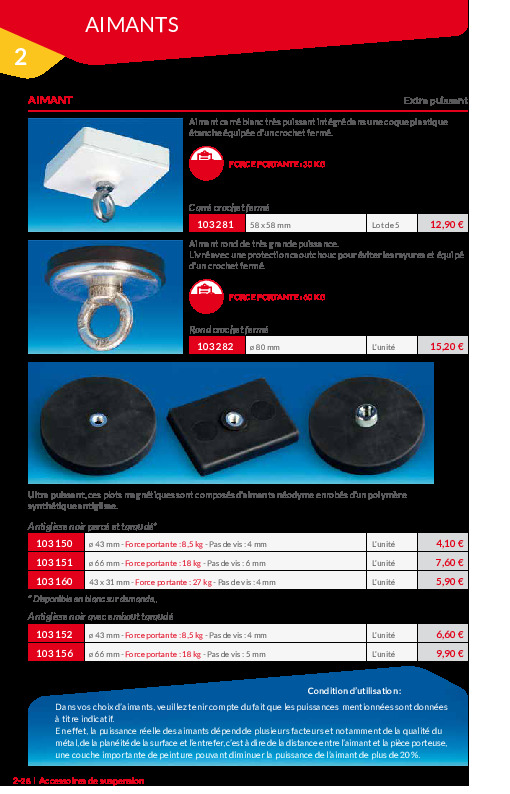 AIMANTS
2
AIMANT
Extra puissant
Aimant carré blanc très puissant intégré dans une coque plastique
étanche équipée d'un crochet fermé.
FORCE PORTANTE : 30 KG
Carré crochet fermé
103 281 58 x 58 mm Lot de 5 12,90 €
Aimant rond de très grande puissance.
Livré avec une protection caoutchouc pour éviter les rayures et équipé
d'un crochet fermé.
FORCE PORTANTE : 60 KG
Rond crochet fermé
103 282 ø 80 mm L'unité 15,20 €
Ultra puissant, ces plots magnétiques sont composés d'aimants néodyme enrobés d'un polymère
synthétique antiglisse.
Antiglisse noir percé et taraudé*
103 150 ø 43 mm - Force portante : 8,5 kg - Pas de vis : 4 mm L'unité 4,10 €
103 151 ø 66 mm - Force portante : 18 kg - Pas de vis : 6 mm L'unité 7,60 €
103 160 43 x 31 mm - Force portante : 27 kg - Pas de vis : 4 mm L'unité 5,90 €
* Disponible en blanc sur demande..
Antiglisse noir avec embout taraudé
103 152 ø 43 mm - Force portante : 8,5 kg - Pas de vis : 4 mm L'unité 6,60 €
103 156 ø 66 mm - Force portante : 18 kg - Pas de vis : 5 mm L'unité 9,90 €
Condition d'utilisation :
Dans vos choix d'aimants, veuillez tenir compte du fait que les puissances mentionnées sont données
à titre indicatif.
En effet, la puissance réelle des aimants dépend de plusieurs facteurs et notamment de la qualité du
métal, de la planéité de la surface et l'entrefer, c'est à dire de la distance entre l'aimant et la pièce porteuse,
une couche importante de peinture pouvant diminuer la puissance de l'aimant de plus de 20 %.
2-26 | Accessoires de suspension